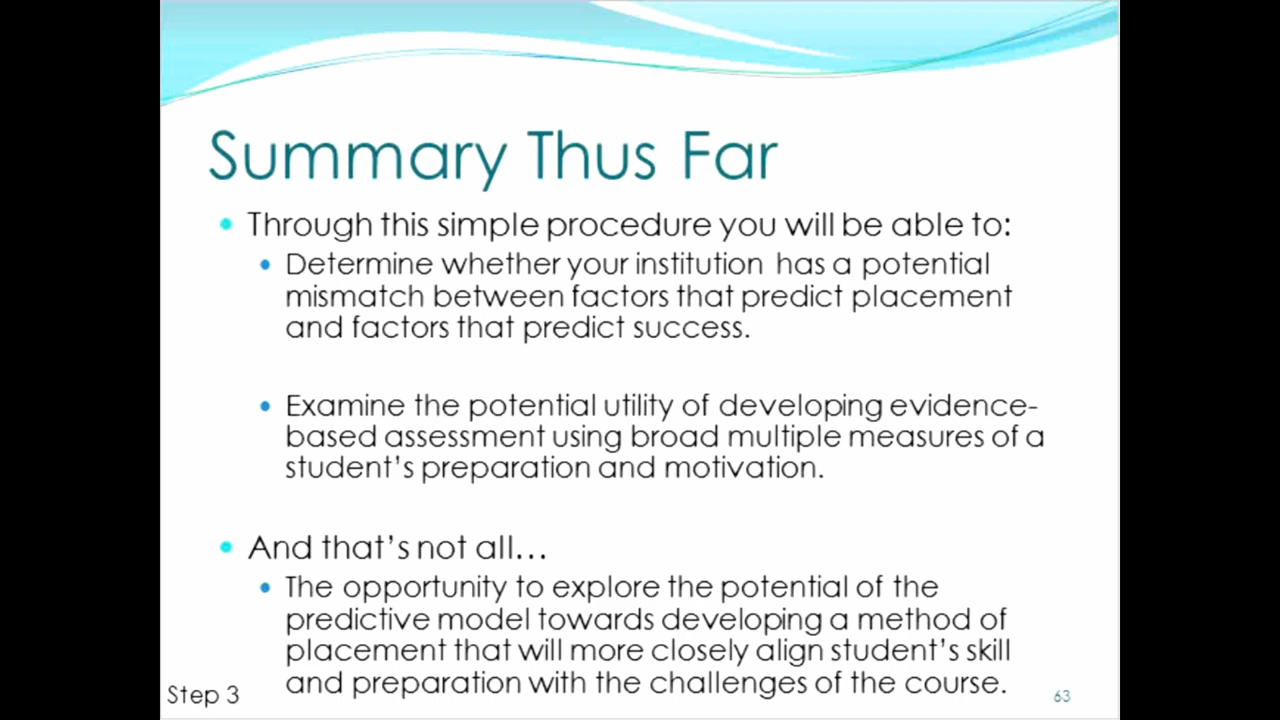 Summary Thus Far
• Through this simple procedure you will be able to:
• Determine whether your institution has a potential
mismatch between factors that predict placement
and factors that predict success.
• Examine the potential utility of developing evidence-
based assessment using broad multiple measures of a
student’s preparation and motivation.
• And that’s not all…
• The opportunity to explore the potential of the
predictive model towards developing a method of
placement that will more closely align student’s skill
and preparation with the challenges of the course.
Step 3
63